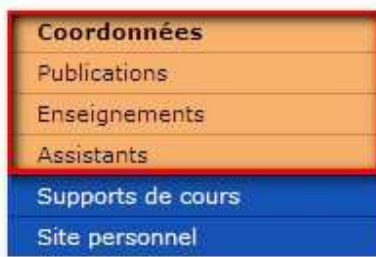 Coordonnées
Publications
Enseignements
Assistants
Supports de cours
Site personnel